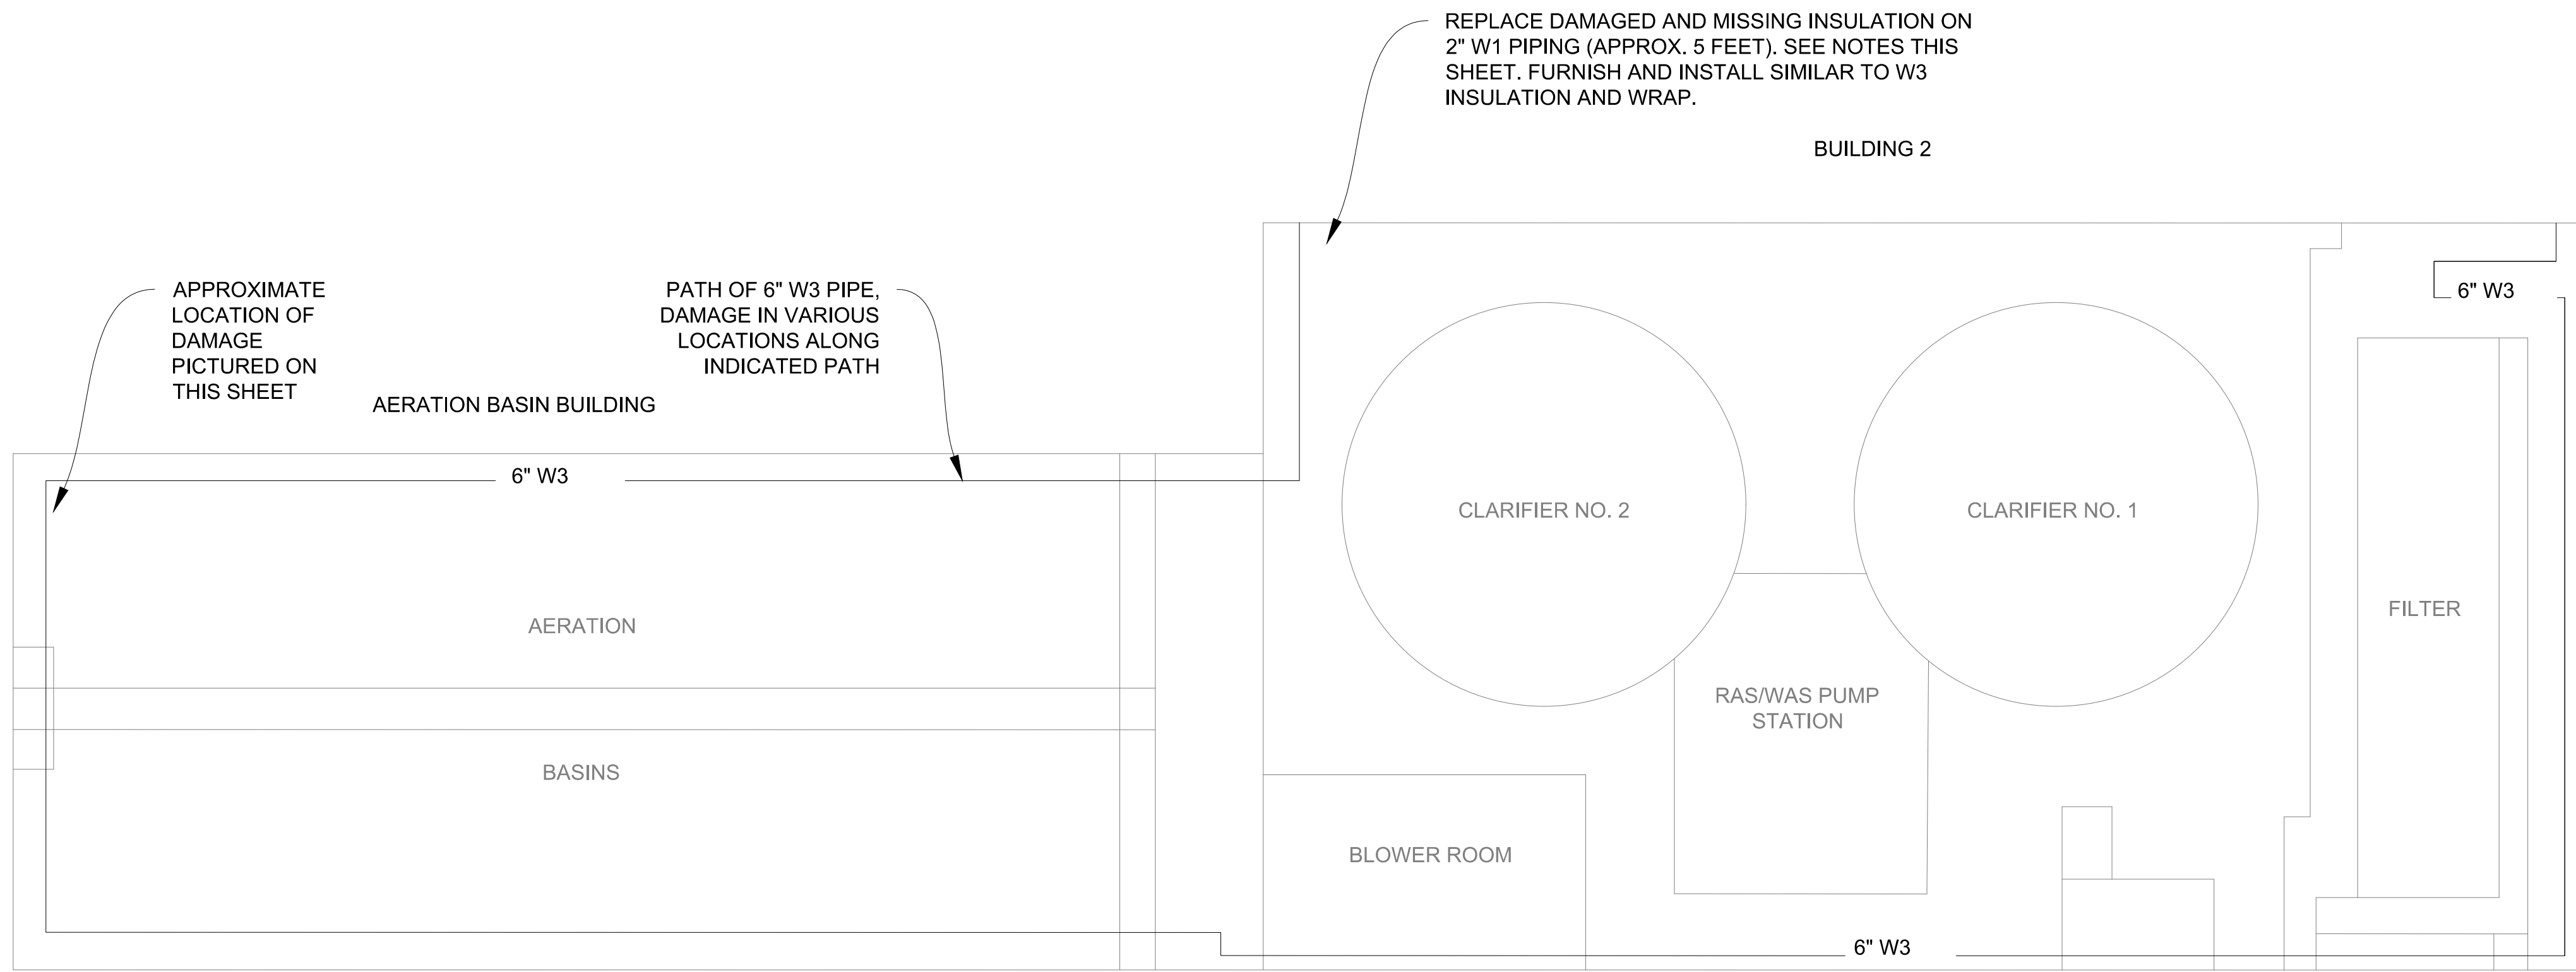 REPLACE DAMAGED AND MISSING INSULATION ON
2" W1 PIPING (APPROX. 5 FEET). SEE NOTES THIS
SHEET. FURNISH AND INSTALL SIMILAR TO W3
INSULATION AND WRAP.
BUILDING 2
APPROXIMATE
LOCATION OF
DAMAGE
PICTURED ON
THIS SHEET
PATH OF 6" W3 PIPE,
DAMAGE IN VARIOUS
LOCATIONS ALONG
INDICATED PATH
6" W3
AERATION BASIN BUILDING
6" W3
CLARIFIER NO. 2
CLARIFIER NO. 1
FILTER
AERATION
RAS/WAS PUMP
STATION
BASINS
BLOWER ROOM
6" W3